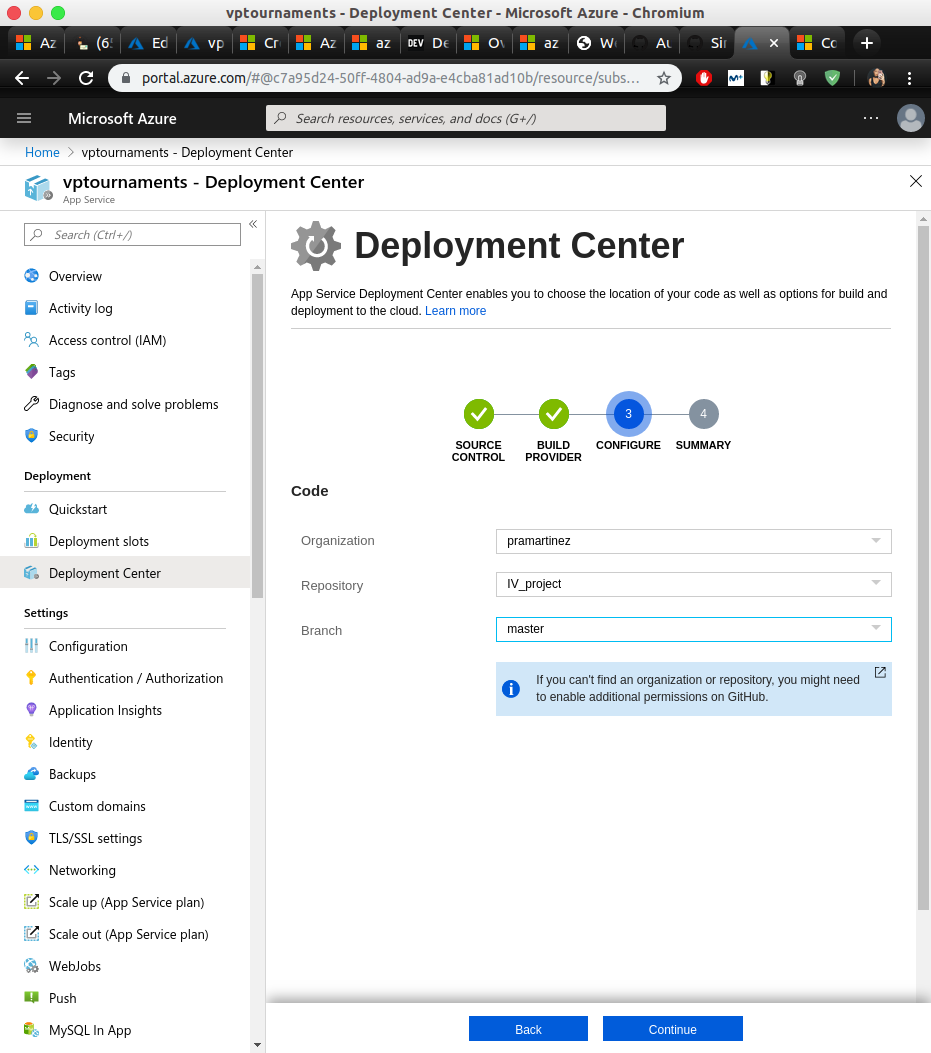 vptournaments - Deployment Center - Microsoft Azure - Chromium
Az (6 Ed vp Cr Az az DEV De Ov az W Au Sir Co
portal.azure.com/#@c7a95d24-50ff-4804-ad9a-e4cba81ad10b/resource/subs...
Microsoft Azure
Search resources, services, and docs (G+/)
Home > vptournaments - Deployment Center
vptournaments - Deployment Center
App Service
Search (Ctrl+/)
Overview
Activity log
Access control (IAM)
Tags
Diagnose and solve problems
Security
Deployment
Quickstart
Deployment slots
Deployment Center
Settings
Configuration
Authentication / Authorization
Application Insights
Identity
Backups
Custom domains
TLS/SSL settings
Networking
Scale up (App Service plan)
Scale out (App Service plan)
WebJobs
Push
MySQL In App
Deployment Center
App Service Deployment Center enables you to choose the location of your code as well as options for build and
deployment to the cloud. Learn more
3 4
SOURCE CONTROL
BUILD PROVIDER
CONFIGURE
SUMMARY
Code
Organization pramartinez
Repository IV_project
Branch master
If you can't find an organization or repository, you might need
to enable additional permissions on GitHub.
Back Continue